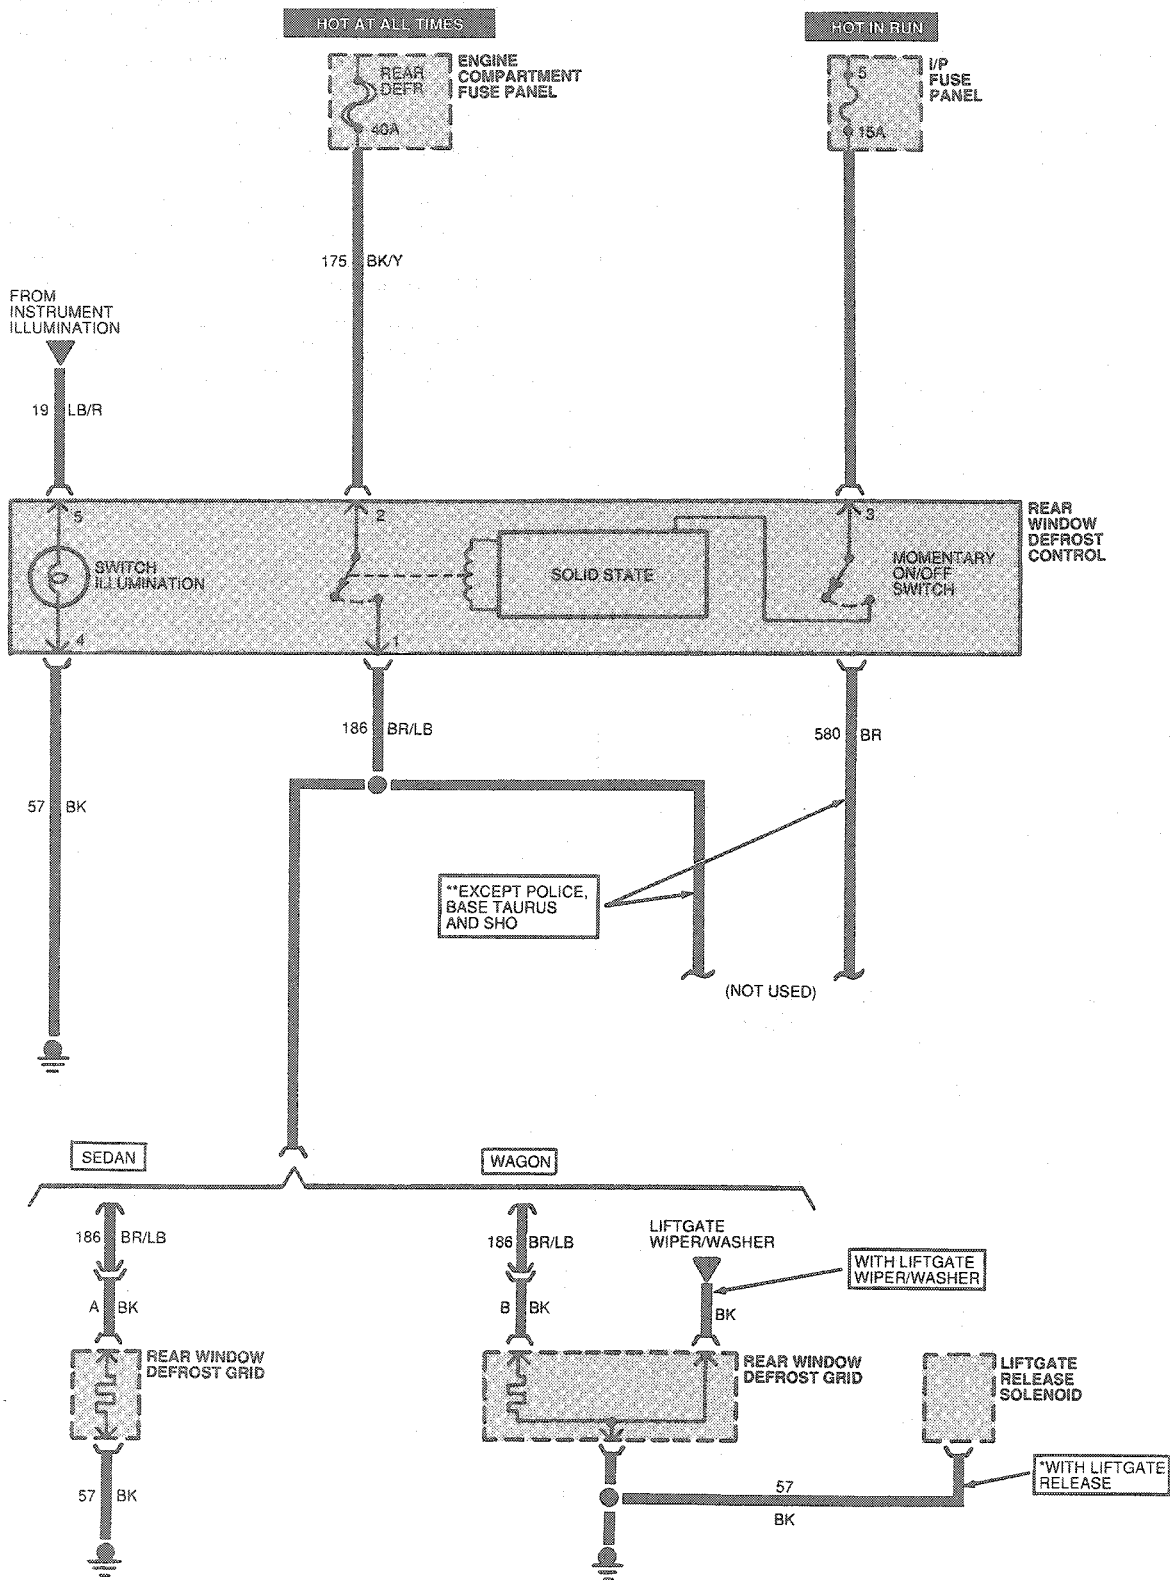 HOT AT ALL TIMES
HOT IN RUN
REAR
DEFR
40A
ENGINE
COMPARTMENT
FUSE PANEL
5
15A
I/P
FUSE
PANEL
175 BK/Y
FROM
INSTRUMENT
ILLUMINATION
19 LB/R
5
2
3
REAR
WINDOW
DEFROST
CONTROL
SWITCH
ILLUMINATION
SOLID STATE
MOMENTARY
ON/OFF
SWITCH
4
1
186 BR/LB
580 BR
57 BK
**EXCEPT POLICE,
BASE TAURUS
AND SHO
(NOT USED)
SEDAN
WAGON
186 BR/LB
186 BR/LB
LIFTGATE
WIPER/WASHER
WITH LIFTGATE
WIPER/WASHER
A BK
B BK
BK
REAR WINDOW
DEFROST GRID
REAR WINDOW
DEFROST GRID
LIFTGATE
RELEASE
SOLENOID
57 BK
57
BK
*WITH LIFTGATE
RELEASE